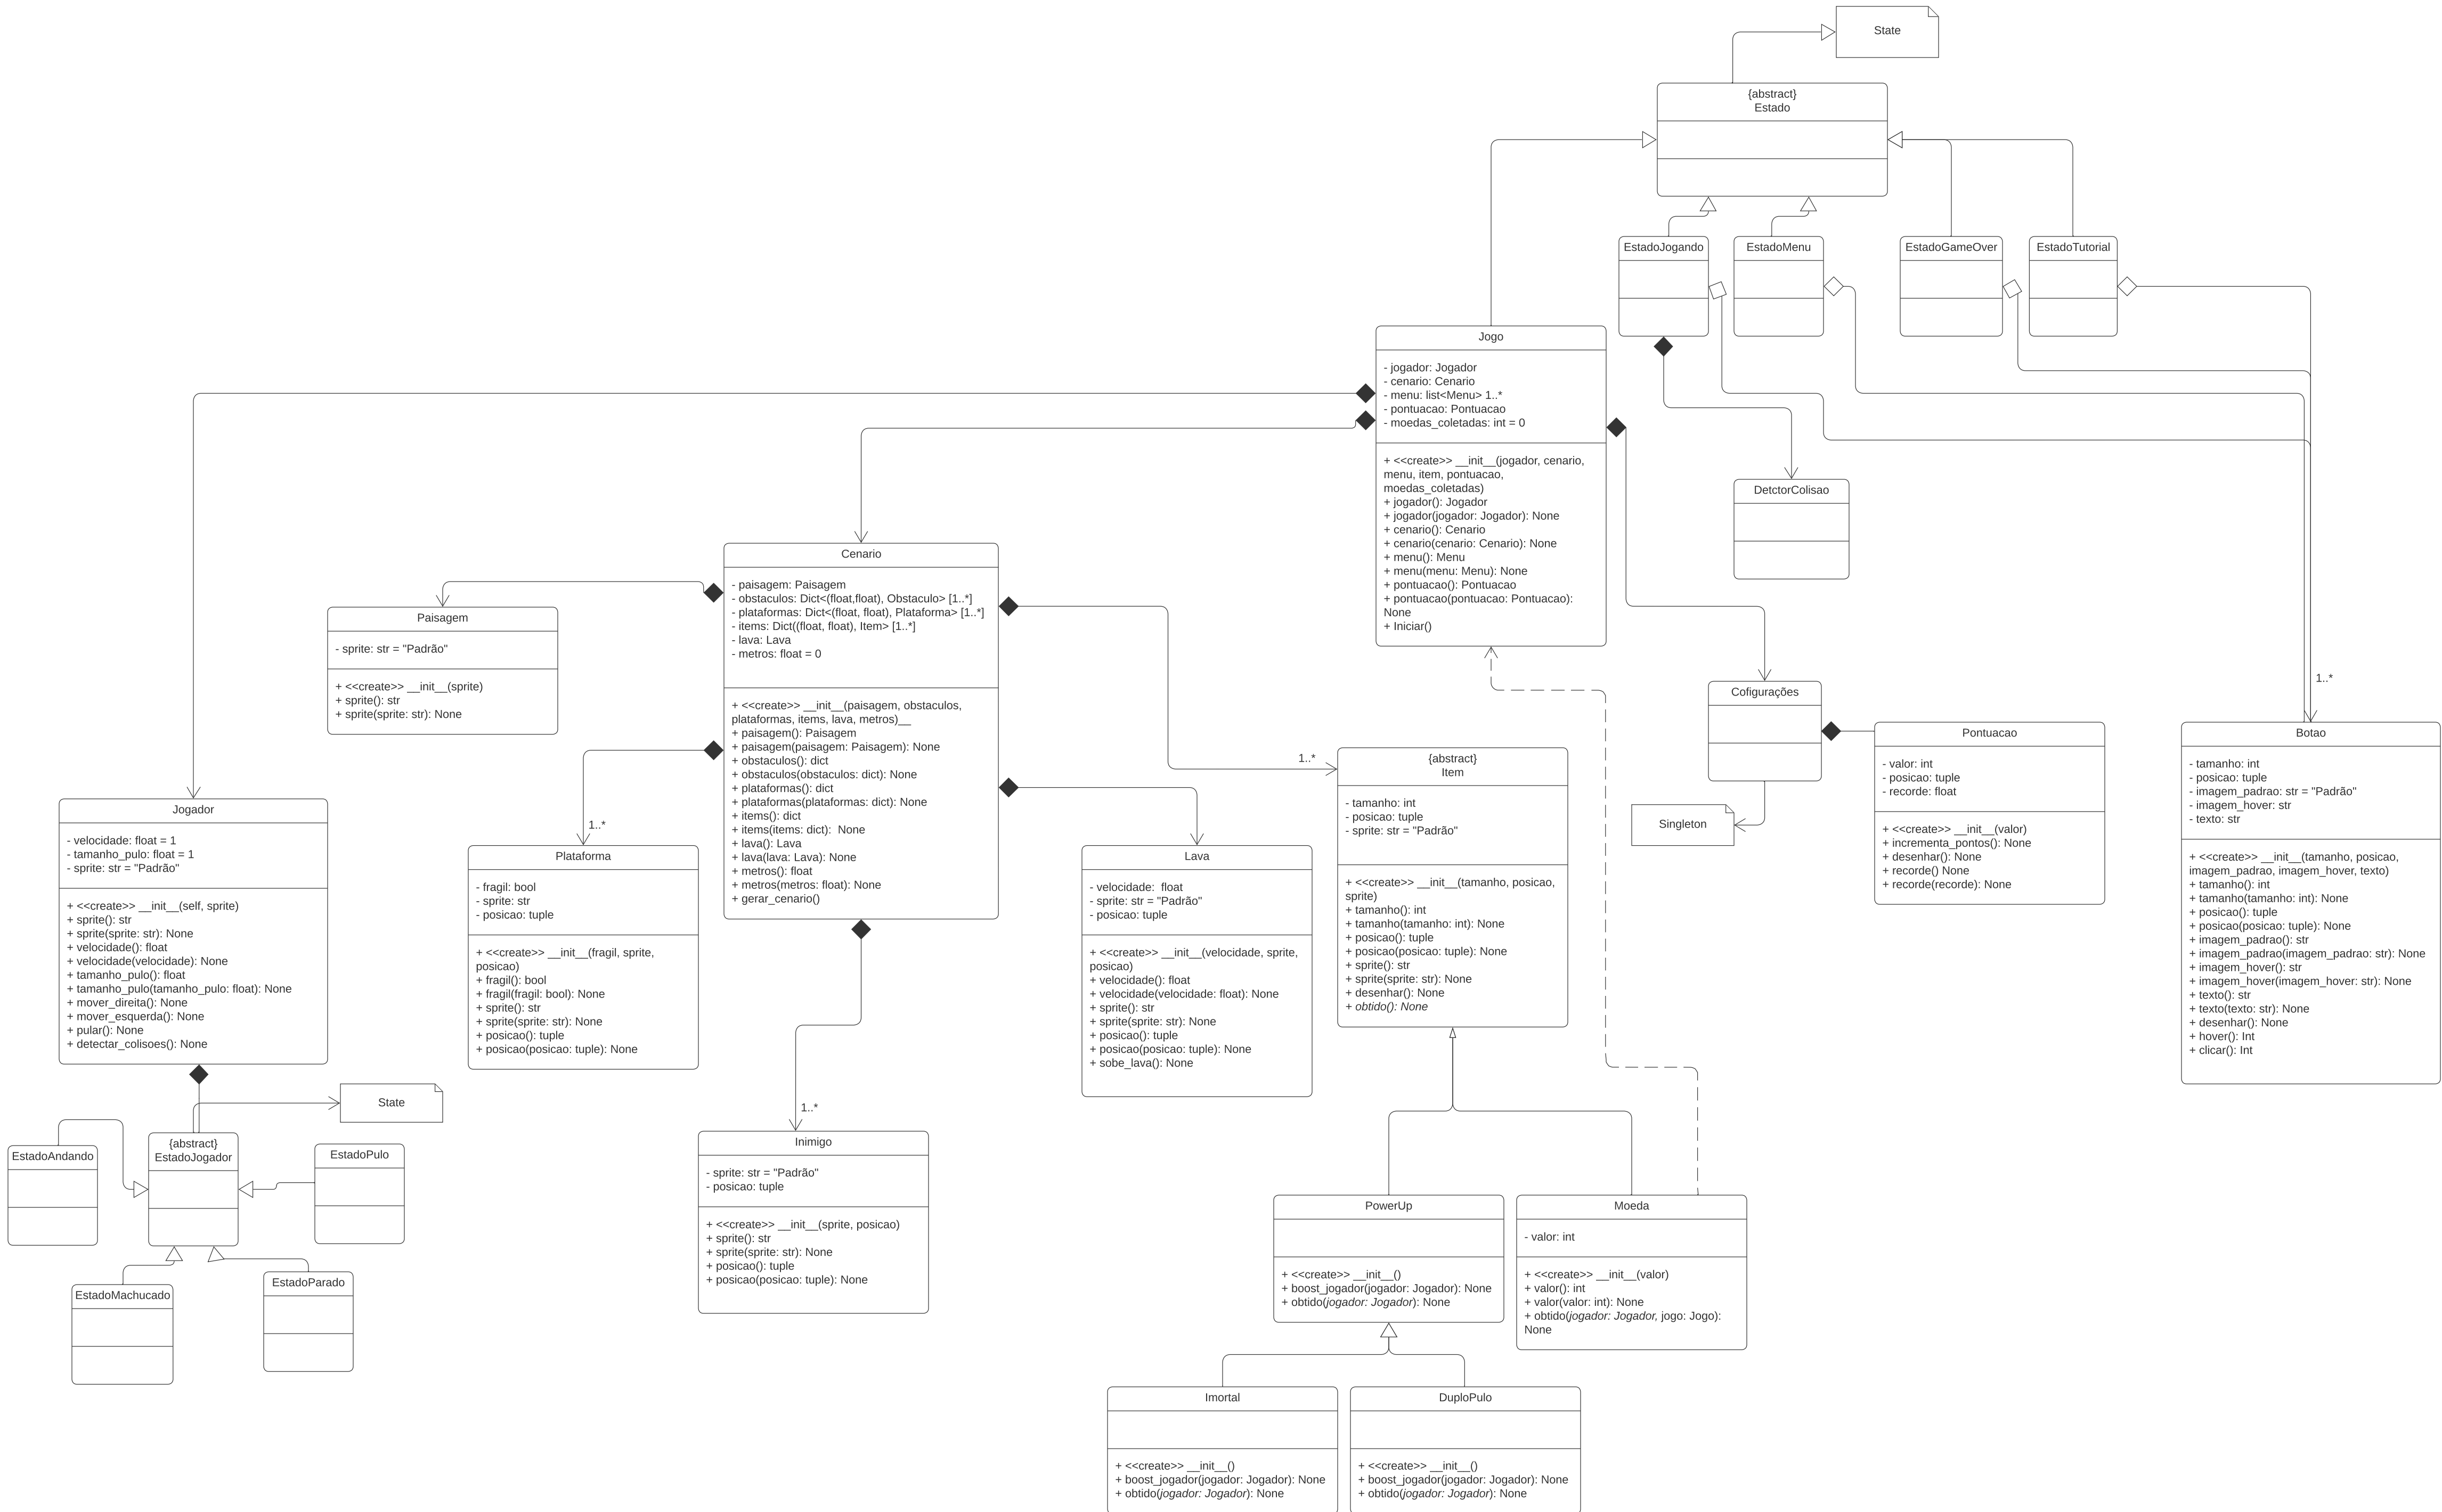 State
{abstract}
Estado
EstadoJogando
EstadoMenu
EstadoGameOver
EstadoTutorial
Jogo
- jogador: Jogador
- cenario: Cenario
- menu: list<Menu> 1..*
- pontuacao: Pontuacao
- moedas_coletadas: int = 0
+ <<create>> __init__(jogador, cenario,
menu, item, pontuacao,
moedas_coletadas)
+ jogador(): Jogador
+ jogador(jogador: Jogador): None
+ cenario(): Cenario
+ cenario(cenario: Cenario): None
+ menu(): Menu
+ menu(menu: Menu): None
+ pontuacao(): Pontuacao
+ pontuacao(pontuacao: Pontuacao):
None
+ Iniciar()
DetctorColisao
Cenario
- paisagem: Paisagem
- obstaculos: Dict<(float,float), Obstaculo> [1..*]
- plataformas: Dict<(float, float), Plataforma> [1..*]
- items: Dict((float, float), Item> [1..*]
- lava: Lava
- metros: float = 0
+ <<create>> __init__(paisagem, obstaculos,
plataformas, items, lava, metros)__
+ paisagem(): Paisagem
+ paisagem(paisagem: Paisagem): None
+ obstaculos(): dict
+ obstaculos(obstaculos: dict): None
+ plataformas(): dict
+ plataformas(plataformas: dict): None
+ items(): dict
+ items(items: dict):  None
+ lava(): Lava
+ lava(lava: Lava): None
+ metros(): float
+ metros(metros: float): None
+ gerar_cenario()
Paisagem
- sprite: str = "Padrão"
+ <<create>> __init__(sprite)
+ sprite(): str
+ sprite(sprite: str): None
Cofigurações
1..*
Pontuacao
- valor: int
- posicao: tuple
- recorde: float
+ <<create>> __init__(valor)
+ incrementa_pontos(): None
+ desenhar(): None
+ recorde() None
+ recorde(recorde): None
Botao
- tamanho: int
- posicao: tuple
- imagem_padrao: str = "Padrão"
- imagem_hover: str
- texto: str
+ <<create>> __init__(tamanho, posicao,
imagem_padrao, imagem_hover, texto)
+ tamanho(): int
+ tamanho(tamanho: int): None
+ posicao(): tuple
+ posicao(posicao: tuple): None
+ imagem_padrao(): str
+ imagem_padrao(imagem_padrao: str): None
+ imagem_hover(): str
+ imagem_hover(imagem_hover: str): None
+ texto(): str
+ texto(texto: str): None
+ desenhar(): None
+ hover(): Int
+ clicar(): Int
Singleton
1..*
{abstract}
Item
- tamanho: int
- posicao: tuple
- sprite: str = "Padrão"
+ <<create>> __init__(tamanho, posicao,
sprite)
+ tamanho(): int
+ tamanho(tamanho: int): None
+ posicao(): tuple
+ posicao(posicao: tuple): None
+ sprite(): str
+ sprite(sprite: str): None
+ desenhar(): None
+ obtido(): None
Jogador
- velocidade: float = 1
- tamanho_pulo: float = 1
- sprite: str = "Padrão"
+ <<create>> __init__(self, sprite)
+ sprite(): str
+ sprite(sprite: str): None
+ velocidade(): float
+ velocidade(velocidade): None
+ tamanho_pulo(): float
+ tamanho_pulo(tamanho_pulo: float): None
+ mover_direita(): None
+ mover_esquerda(): None
+ pular(): None
+ detectar_colisoes(): None
1..*
Plataforma
- fragil: bool
- sprite: str
- posicao: tuple
+ <<create>> __init__(fragil, sprite,
posicao)
+ fragil(): bool
+ fragil(fragil: bool): None
+ sprite(): str
+ sprite(sprite: str): None
+ posicao(): tuple
+ posicao(posicao: tuple): None
Lava
- velocidade:  float
- sprite: str = "Padrão"
- posicao: tuple
+ <<create>> __init__(velocidade, sprite,
posicao)
+ velocidade(): float
+ velocidade(velocidade: float): None
+ sprite(): str
+ sprite(sprite: str): None
+ posicao(): tuple
+ posicao(posicao: tuple): None
+ sobe_lava(): None
State
{abstract}
EstadoJogador
EstadoAndando
EstadoPulo
EstadoMachucado
EstadoParado
1..*
Inimigo
- sprite: str = "Padrão"
- posicao: tuple
+ <<create>> __init__(sprite, posicao)
+ sprite(): str
+ sprite(sprite: str): None
+ posicao(): tuple
+ posicao(posicao: tuple): None
PowerUp
+ <<create>> __init__()
+ boost_jogador(jogador: Jogador): None
+ obtido(jogador: Jogador): None
Moeda
- valor: int
+ <<create>> __init__(valor)
+ valor(): int
+ valor(valor: int): None
+ obtido(jogador: Jogador, jogo: Jogo):
None
Imortal
+ <<create>> __init__()
+ boost_jogador(jogador: Jogador): None
+ obtido(jogador: Jogador): None
DuploPulo
+ <<create>> __init__()
+ boost_jogador(jogador: Jogador): None
+ obtido(jogador: Jogador): None